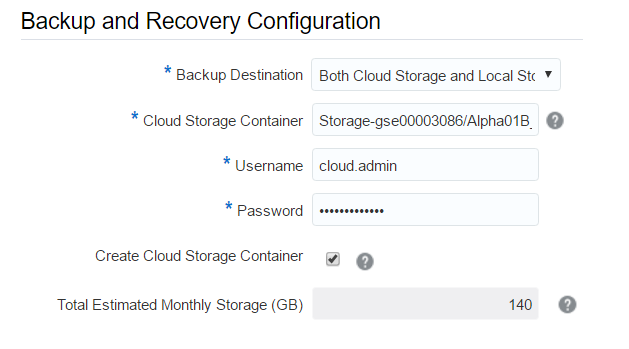 Backup and Recovery Configuration
* Backup Destination Both Cloud Storage and Local Sto ▼
* Cloud Storage Container Storage-gse00003086/Alpha01B_ ?
* Username cloud.admin
* Password •••••••••••••
Create Cloud Storage Container ?
Total Estimated Monthly Storage (GB) 140 ?